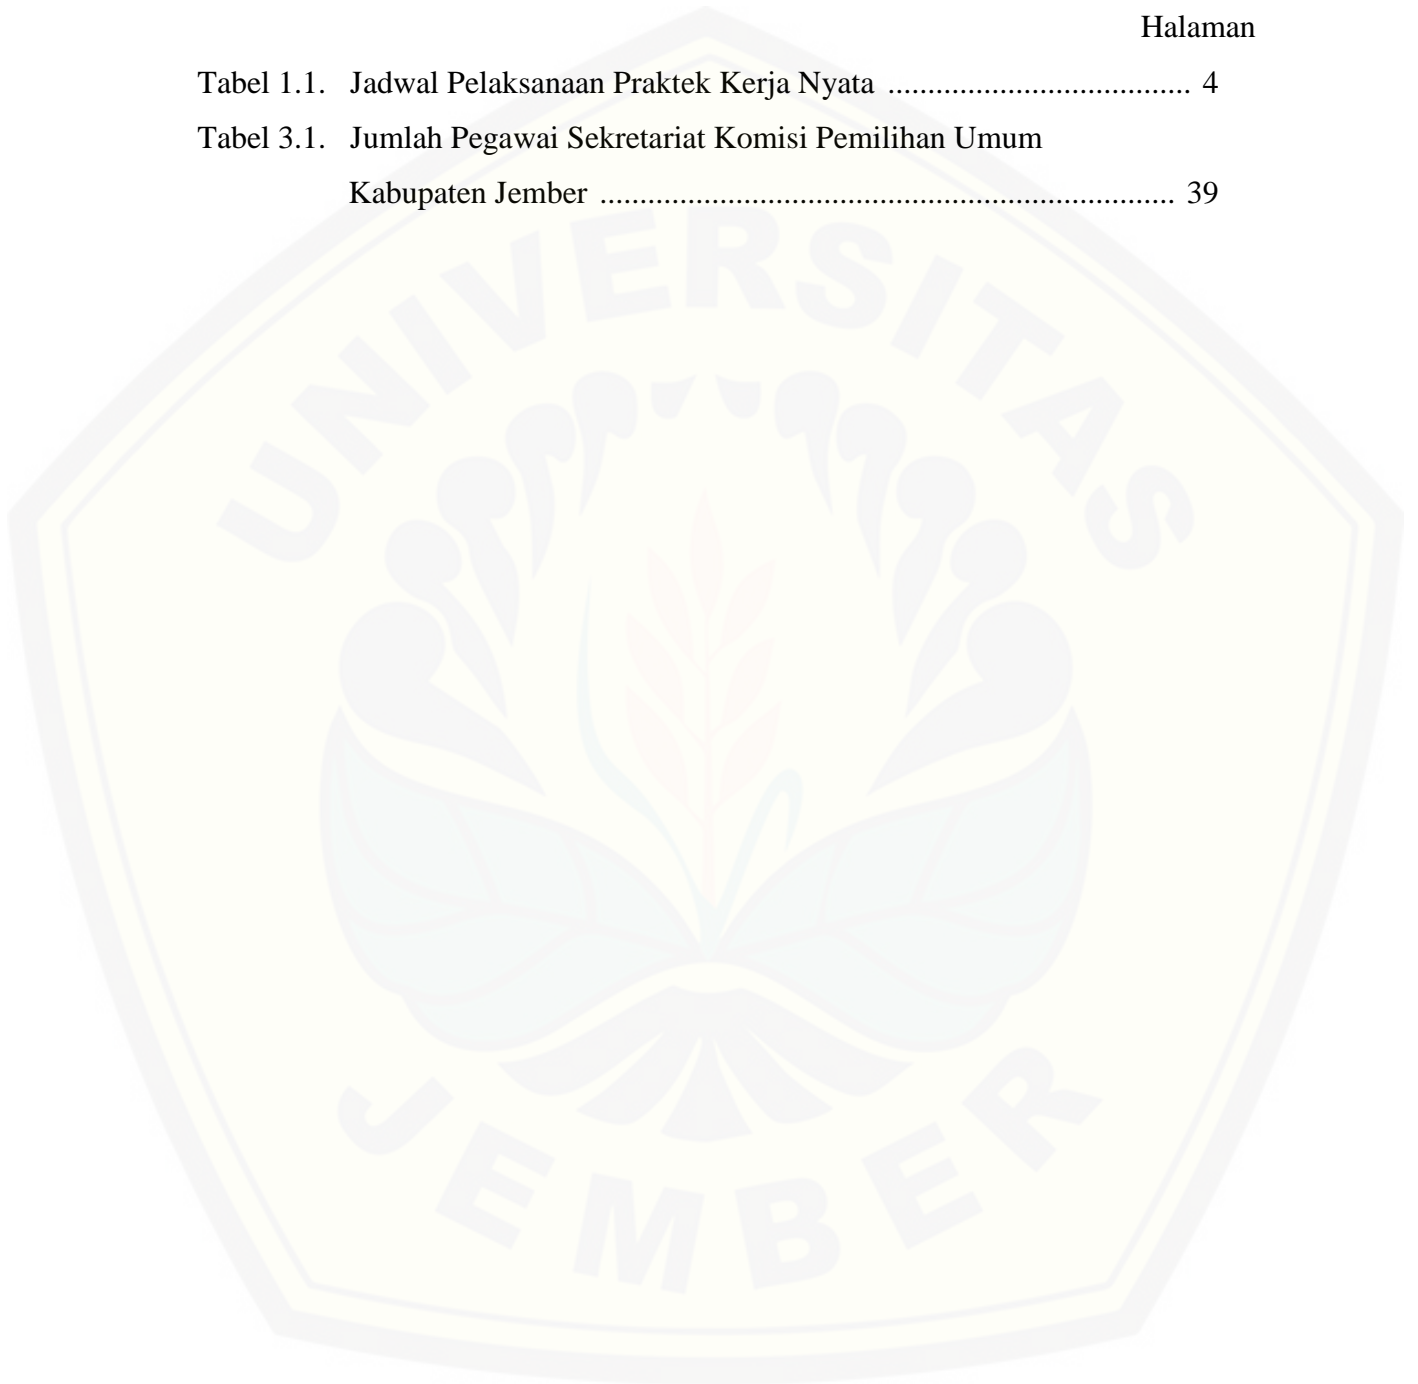 Halaman
Tabel 1.1. Jadwal Pelaksanaan Praktek Kerja Nyata ...................................... 4
Tabel 3.1. Jumlah Pegawai Sekretariat Komisi Pemilihan Umum
Kabupaten Jember ........................................................................ 39
UNIVERSITAS
JEMBER